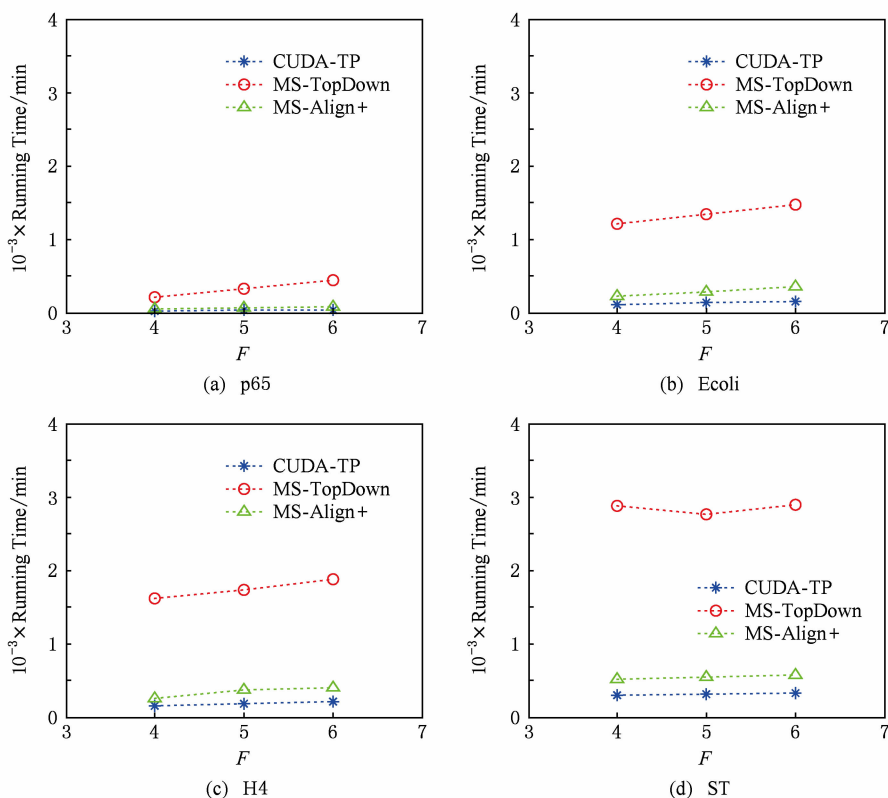 4
3
2
1
0
10⁻³×Running Time/min
CUDA-TP
MS-TopDown
MS-Align+
3 4 5 6 7
F
(a) p65
4
3
2
1
0
10⁻³×Running Time/min
CUDA-TP
MS-TopDown
MS-Align+
3 4 5 6 7
F
(b) Ecoli
4
3
2
1
0
10⁻³×Running Time/min
CUDA-TP
MS-TopDown
MS-Align+
3 4 5 6 7
F
(c) H4
4
3
2
1
0
10⁻³×Running Time/min
CUDA-TP
MS-TopDown
MS-Align+
3 4 5 6 7
F
(d) ST